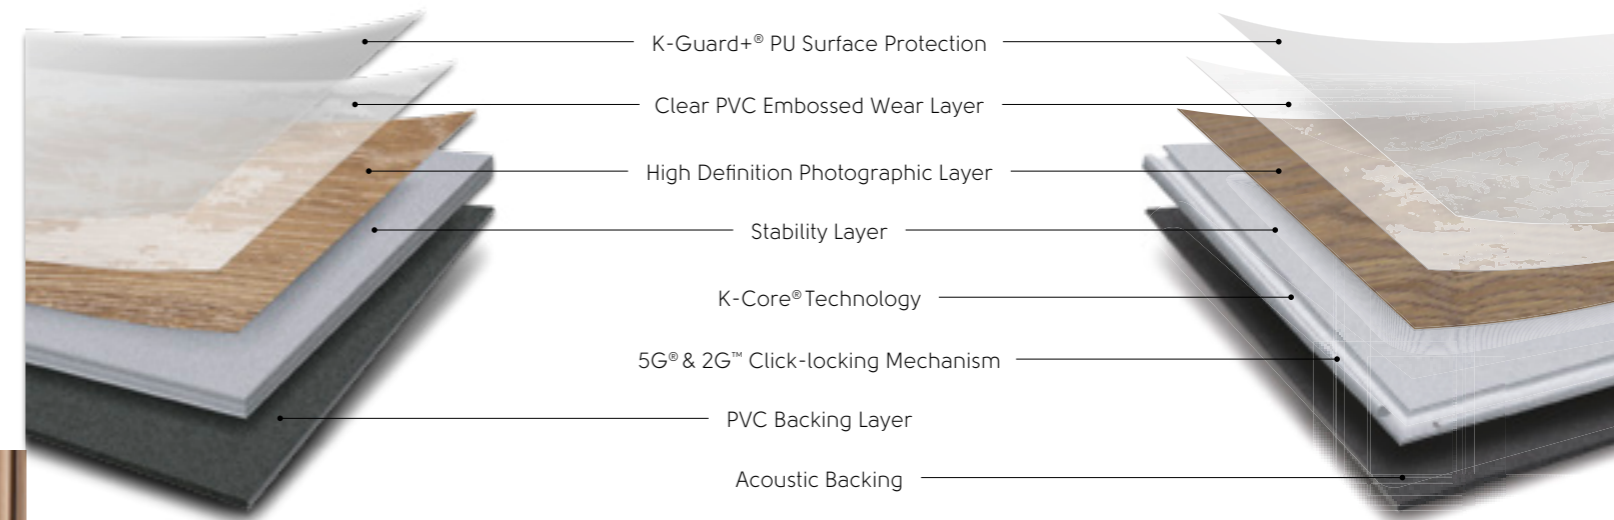 K-Guard+® PU Surface Protection
Clear PVC Embossed Wear Layer
High Definition Photographic Layer
Stability Layer
K-Core® Technology
5G® & 2G™ Click-locking Mechanism
PVC Backing Layer
Acoustic Backing